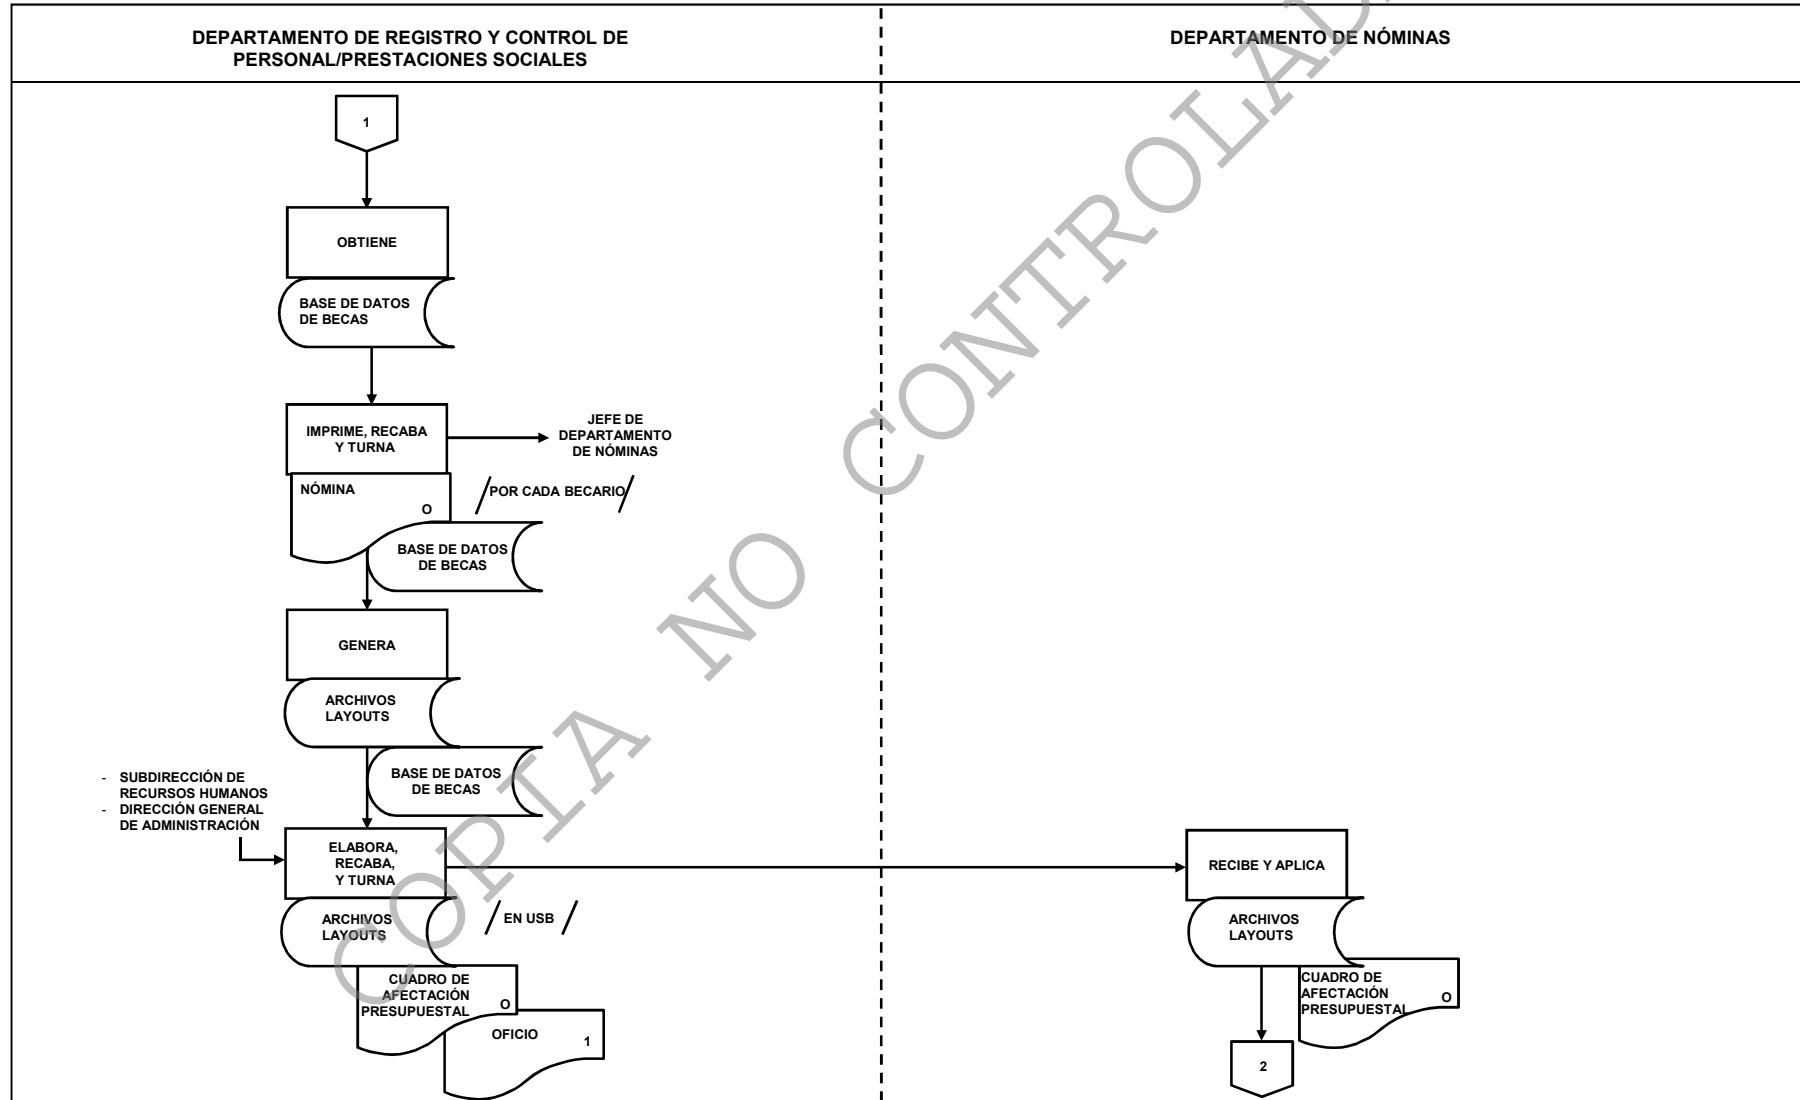 DEPARTAMENTO DE REGISTRO Y CONTROL DE
PERSONAL/PRESTACIONES SOCIALES
DEPARTAMENTO DE NÓMINAS
1
OBTIENE
BASE DE DATOS
DE BECAS
IMPRIME, RECABA
Y TURNA
JEFE DE
DEPARTAMENTO
DE NÓMINAS
NÓMINA
O
/POR CADA BECARIO/
BASE DE DATOS
DE BECAS
GENERA
ARCHIVOS
LAYOUTS
BASE DE DATOS
DE BECAS
- SUBDIRECCIÓN DE
RECURSOS HUMANOS
- DIRECCIÓN GENERAL
DE ADMINISTRACIÓN
ELABORA,
RECABA,
Y TURNA
ARCHIVOS
LAYOUTS
/ EN USB /
CUADRO DE
AFECTACIÓN
PRESUPUESTAL
O
OFICIO
1
RECIBE Y APLICA
ARCHIVOS
LAYOUTS
CUADRO DE
AFECTACIÓN
PRESUPUESTAL
O
2
COPIA NO CONTROLAD